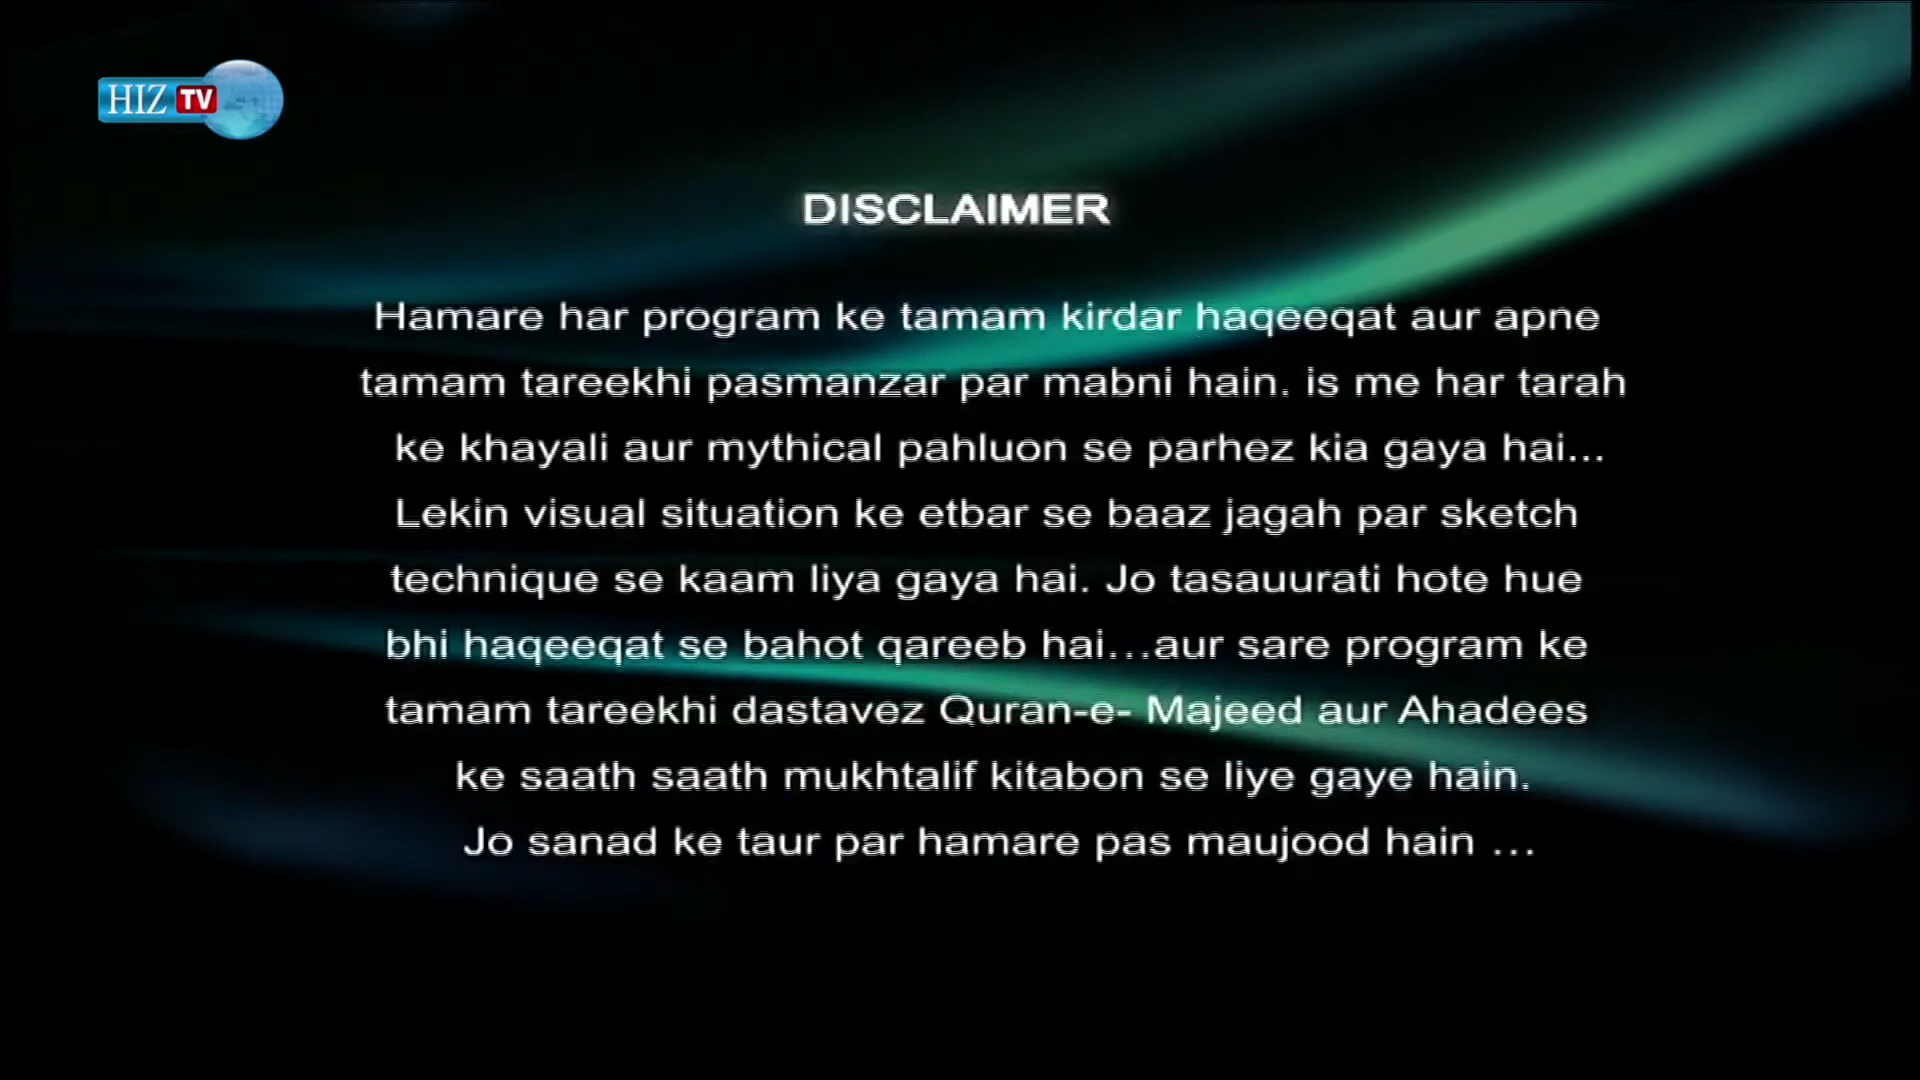 HIZ TV
DISCLAIMER
Hamare har program ke tamam kirdar haqeeqat aur apne
tamam tareekhi pasmanzar par mabni hain. is me har tarah
ke khayali aur mythical pahluon se parhez kia gaya hai...
Lekin visual situation ke etbar se baaz jagah par sketch
technique se kaam liya gaya hai. Jo tasauurati hote hue
bhi haqeeqat se bahot qareeb hai...aur sare program ke
tamam tareekhi dastavez Quran-e- Majeed aur Ahadees
ke saath saath mukhtalif kitabon se liye gaye hain.
Jo sanad ke taur par hamare pas maujood hain ...